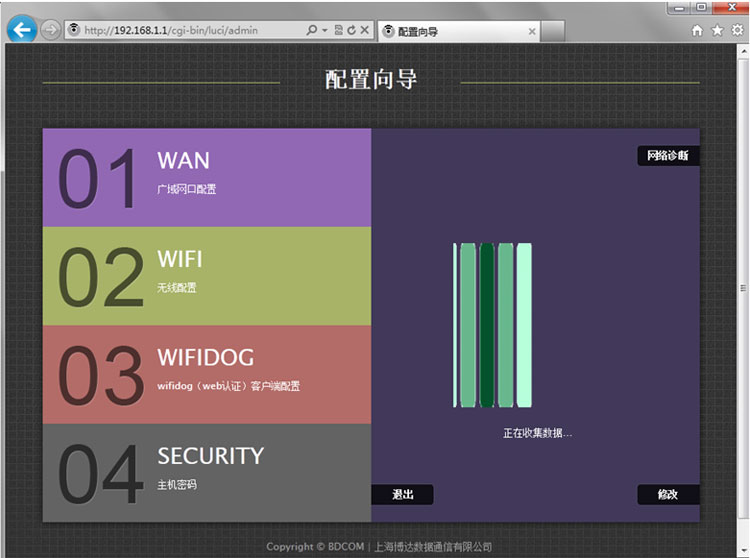 http://192.168.1.1/cgi-bin/luci/admin
配置向导
配置向导
01
WAN
广域网口配置
02
WIFI
无线配置
03
WIFIDOG
wifidog（web认证）客户端配置
04
SECURITY
主机密码
网络诊断
正在收集数据...
退出
修改
Copyright © BDCOM | 上海博达数据通信有限公司